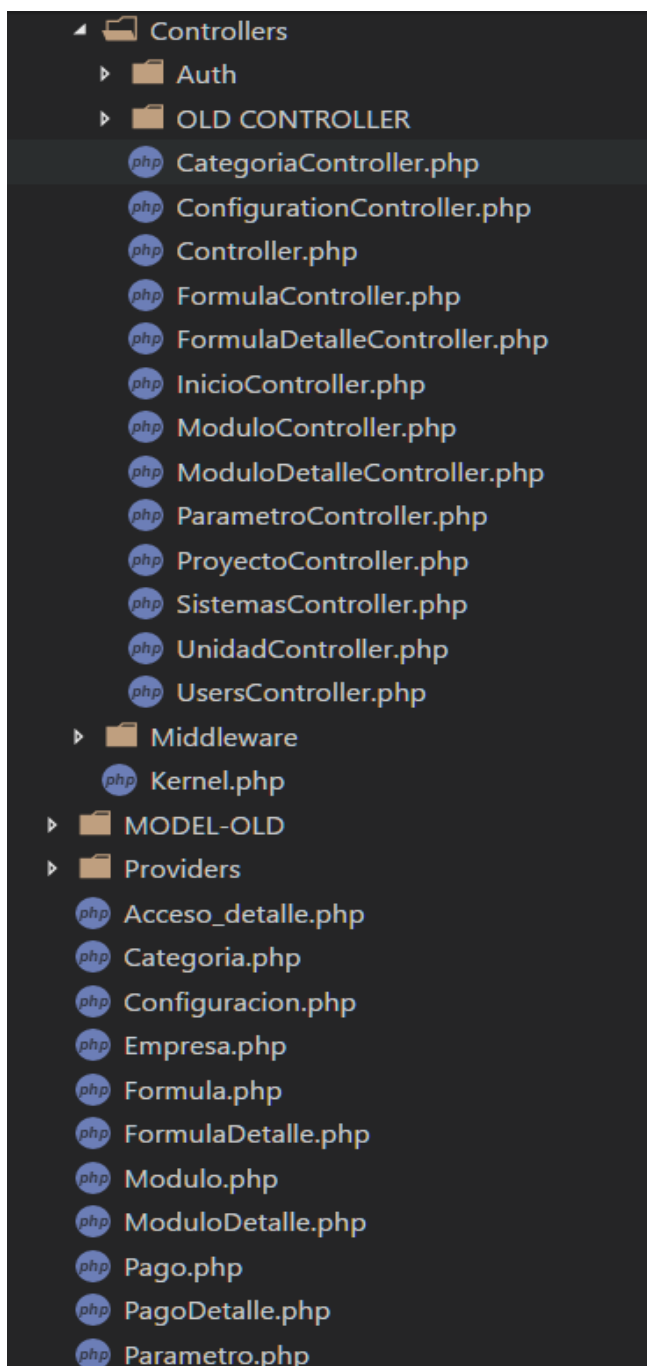 Controllers
Auth
OLD CONTROLLER
php CategoriaController.php
php ConfigurationController.php
php Controller.php
php FormulaController.php
php FormulaDetalleController.php
php InicioController.php
php ModuloController.php
php ModuloDetalleController.php
php ParametroController.php
php ProyectoController.php
php SistemasController.php
php UnidadController.php
php UsersController.php
Middleware
php Kernel.php
MODEL-OLD
Providers
php Acceso_detalle.php
php Categoria.php
php Configuracion.php
php Empresa.php
php Formula.php
php FormulaDetalle.php
php Modulo.php
php ModuloDetalle.php
php Pago.php
php PagoDetalle.php
php Parametro.php